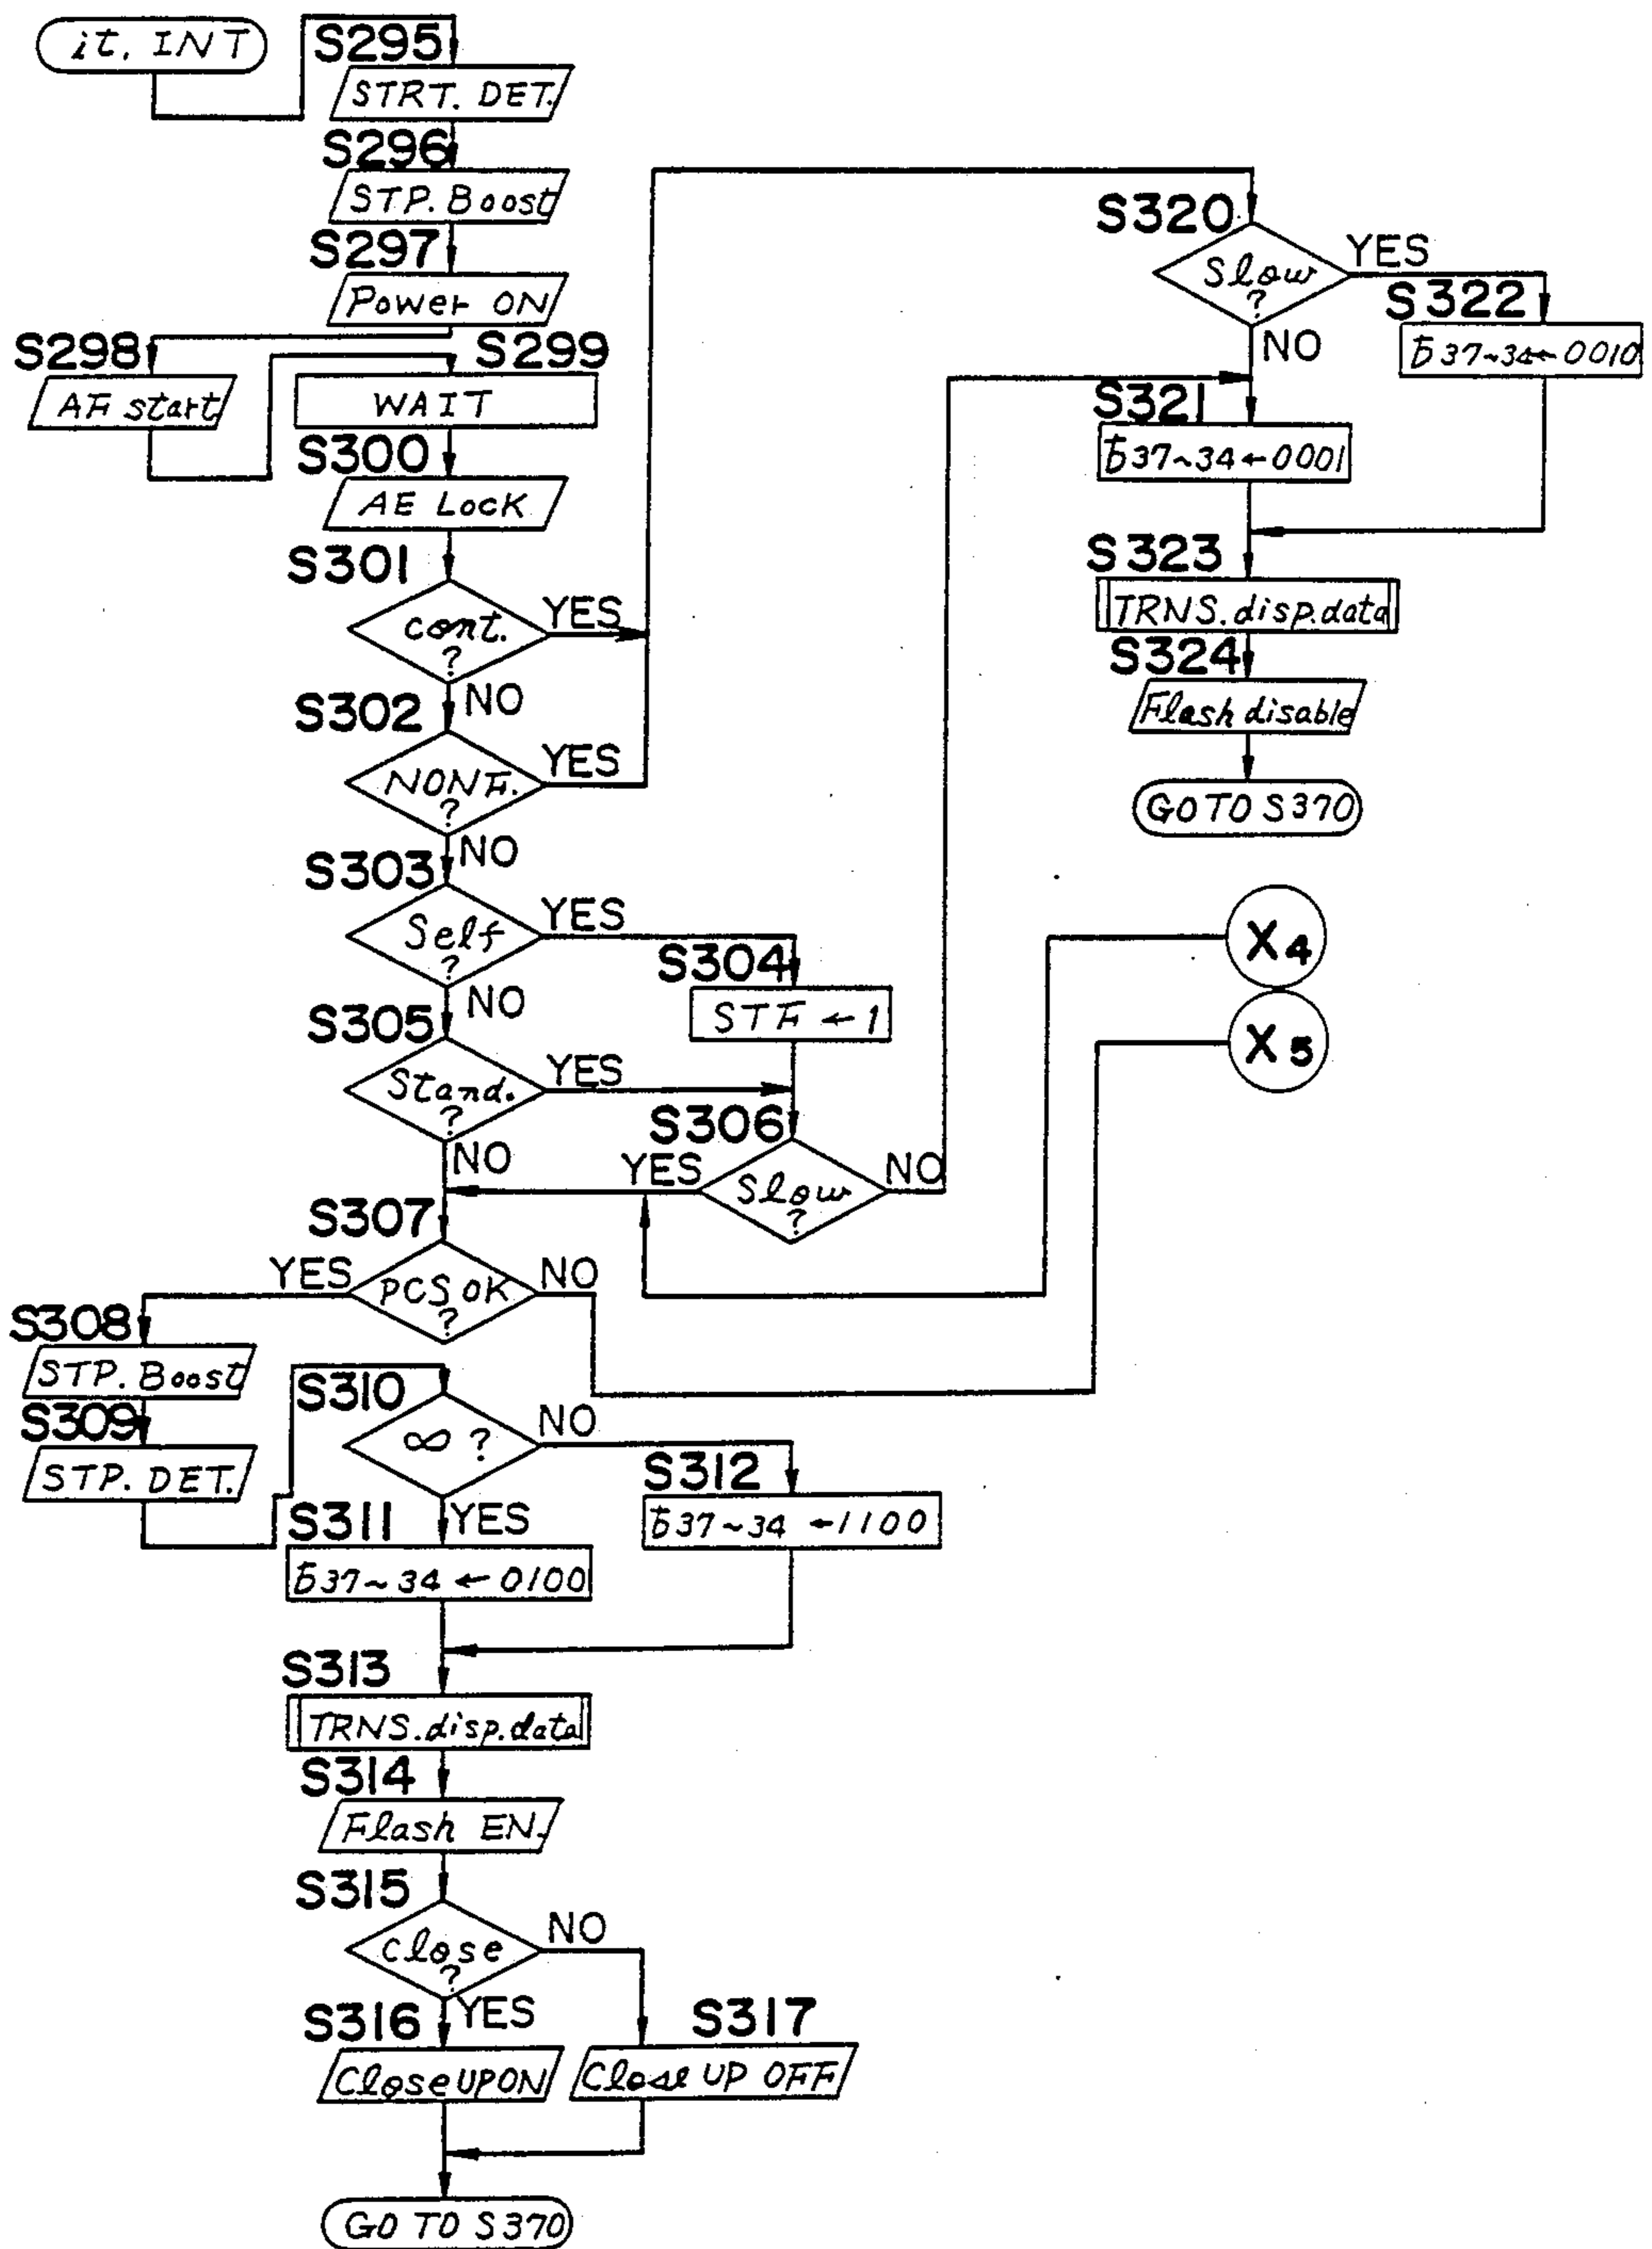 it. INT
S295
STRT. DET.
S296
STP. Boost
S297
Power ON
S298
AF start
S299
WAIT
S300
AE LocK
S301
cont.
?
YES
NO
S302
NONF.
?
YES
NO
S303
Self
?
YES
NO
S304
STF ← 1
S305
Stand.
?
YES
NO
S306
Slow
?
YES
NO
S307
PCS OK
?
YES
NO
S308
STP. Boost
S309
STP. DET.
S310
∞ ?
NO
YES
S311
b37~34 ← 0100
S312
b37~34 ← 1100
S313
TRNS.disp.data
S314
Flash EN.
S315
close
?
NO
YES
S316
Close UP ON
S317
Close UP OFF
GO TO S370
S320
Slow
?
YES
NO
S322
b37~34 ← 0010
S321
b37~34 ← 0001
S323
TRNS.disp.data
S324
Flash disable
GO TO S370
X4
X5